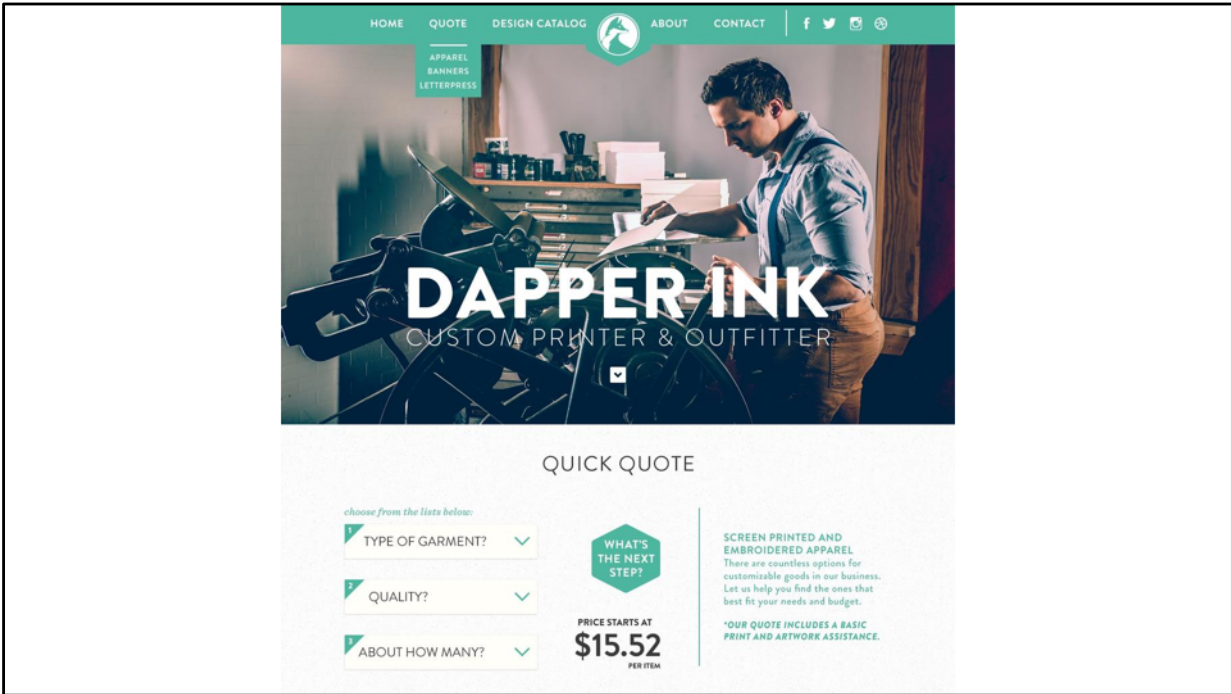 HOME QUOTE DESIGN CATALOG ABOUT CONTACT
APPAREL
BANNERS
LETTERPRESS
DAPPER INK
CUSTOM PRINTER & OUTFITTER
QUICK QUOTE
choose from the lists below:
1
TYPE OF GARMENT?
2
QUALITY?
3
ABOUT HOW MANY?
WHAT'S
THE NEXT
STEP?
PRICE STARTS AT
$15.52
PER ITEM
SCREEN PRINTED AND
EMBROIDERED APPAREL
There are countless options for
customizable goods in our business.
Let us help you find the ones that
best fit your needs and budget.
*OUR QUOTE INCLUDES A BASIC
PRINT AND ARTWORK ASSISTANCE.